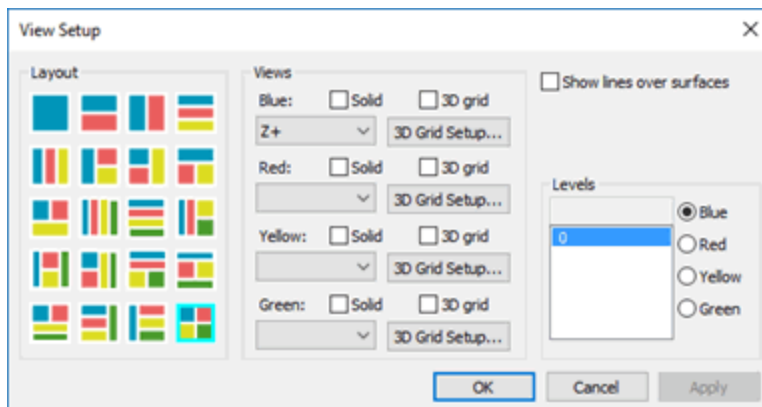 View Setup
Layout
Views
Blue: Solid 3D grid
Z+ 3D Grid Setup...
Red: Solid 3D grid
3D Grid Setup...
Yellow: Solid 3D grid
3D Grid Setup...
Green: Solid 3D grid
3D Grid Setup...
Show lines over surfaces
Levels
0
Blue
Red
Yellow
Green
OK Cancel Apply